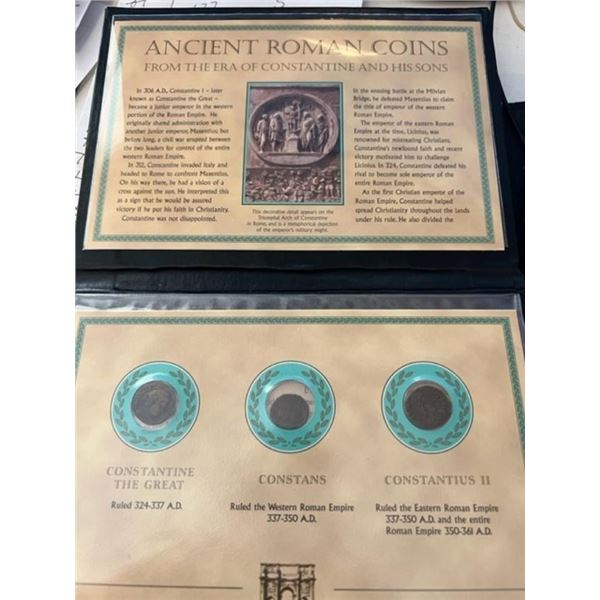 ANCIENT ROMAN COINS
FROM THE ERA OF CONSTANTINE AND HIS SONS
In 306 A.D., Constantine I – later
known as Constantine the Great –
became a junior emperor in the western
portion of the Roman Empire. He
originally shared administration with
another junior emperor, Maxentius; but
before long, a civil war erupted between
the two leaders for control of the entire
western Roman Empire.
In 312, Constantine invaded Italy and
headed to Rome to confront Maxentius.
On his way there, he had a vision of a
cross against the sun. He interpreted this
as a sign that he would be assured
victory if he put his faith in Christianity.
Constantine was not disappointed.
This decorative detail appears on the
Triumphal Arch of Constantine
in Rome, and is a metaphorical depiction
of the emperor's military might.
In the ensuing battle at the Milvian
Bridge, he defeated Maxentius to claim
the title of emperor of the western
Roman Empire.
The emperor of the eastern Roman
Empire at the time, Licinius, was
renowned for mistreating Christians.
Constantine's newfound faith and recent
victory motivated him to challenge
Licinius. In 324, Constantine defeated his
rival to become sole emperor of the
entire Roman Empire.
As the first Christian emperor of the
Roman Empire, Constantine helped
spread Christianity throughout the lands
under his rule. He also divided the
CONSTANTINE
THE GREAT
Ruled 324-337 A.D.
CONSTANS
Ruled the Western Roman Empire
337-350 A.D.
CONSTANTIUS II
Ruled the Eastern Roman Empire
337-350 A.D. and the entire
Roman Empire 350-361 A.D.